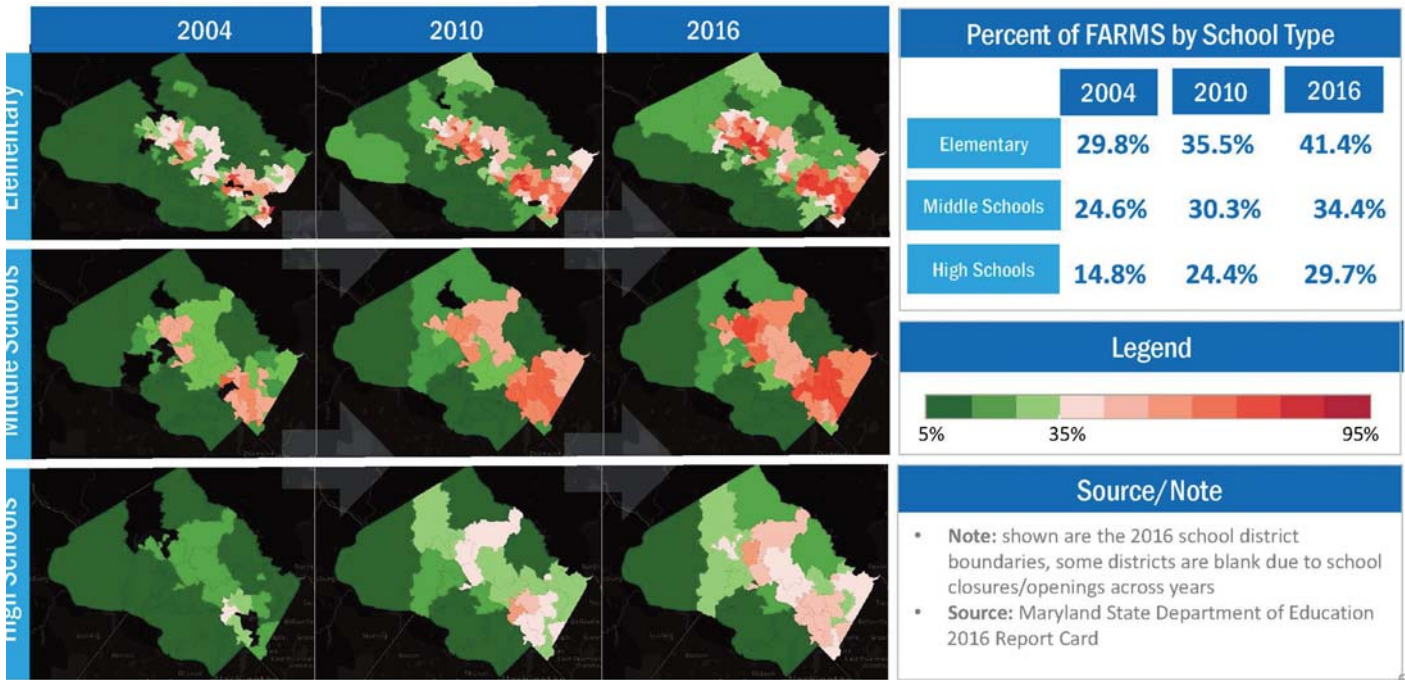 2004
2010
2016
Elementary
Middle Schools
High Schools
Percent of FARMS by School Type
2004 2010 2016
Elementary 29.8% 35.5% 41.4%
Middle Schools 24.6% 30.3% 34.4%
High Schools 14.8% 24.4% 29.7%
Legend
5% 35% 95%
Source/Note
• Note: shown are the 2016 school district
boundaries, some districts are blank due to school
closures/openings across years
• Source: Maryland State Department of Education
2016 Report Card